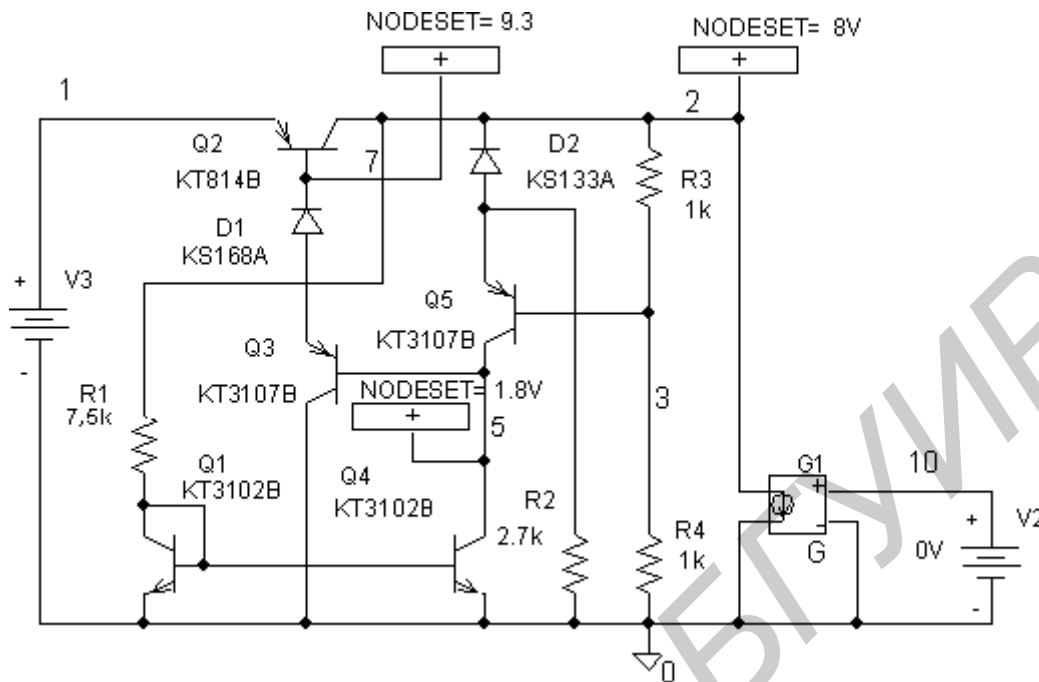 NODESET= 9.3
NODESET= 8V
+
+
1
2
Q2
KT814B
7
D2
KS133A
R3
1k
D1
KS168A
+
V3
-
Q5
KT3107B
Q3
KT3107B
NODESET= 1.8V
+
3
R1
7,5k
5
Q1
KT3102B
Q4
KT3102B
R2
2.7k
R4
1k
G1
10
+
-
G
+
V2
0V
-
0
БГУИР